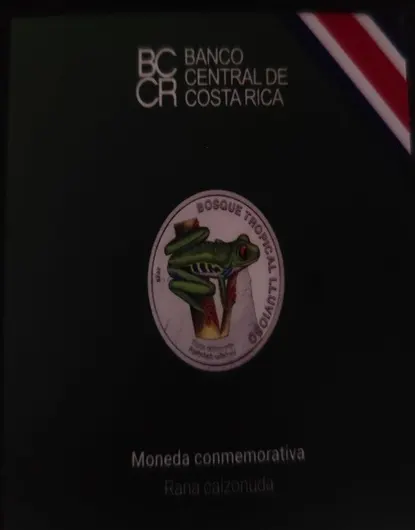 BC
CR
BANCO
CENTRAL DE
COSTA RICA
BOSQUE TROPICAL LLUVIOSO
Moneda conmemorativa
Rana calzonuda